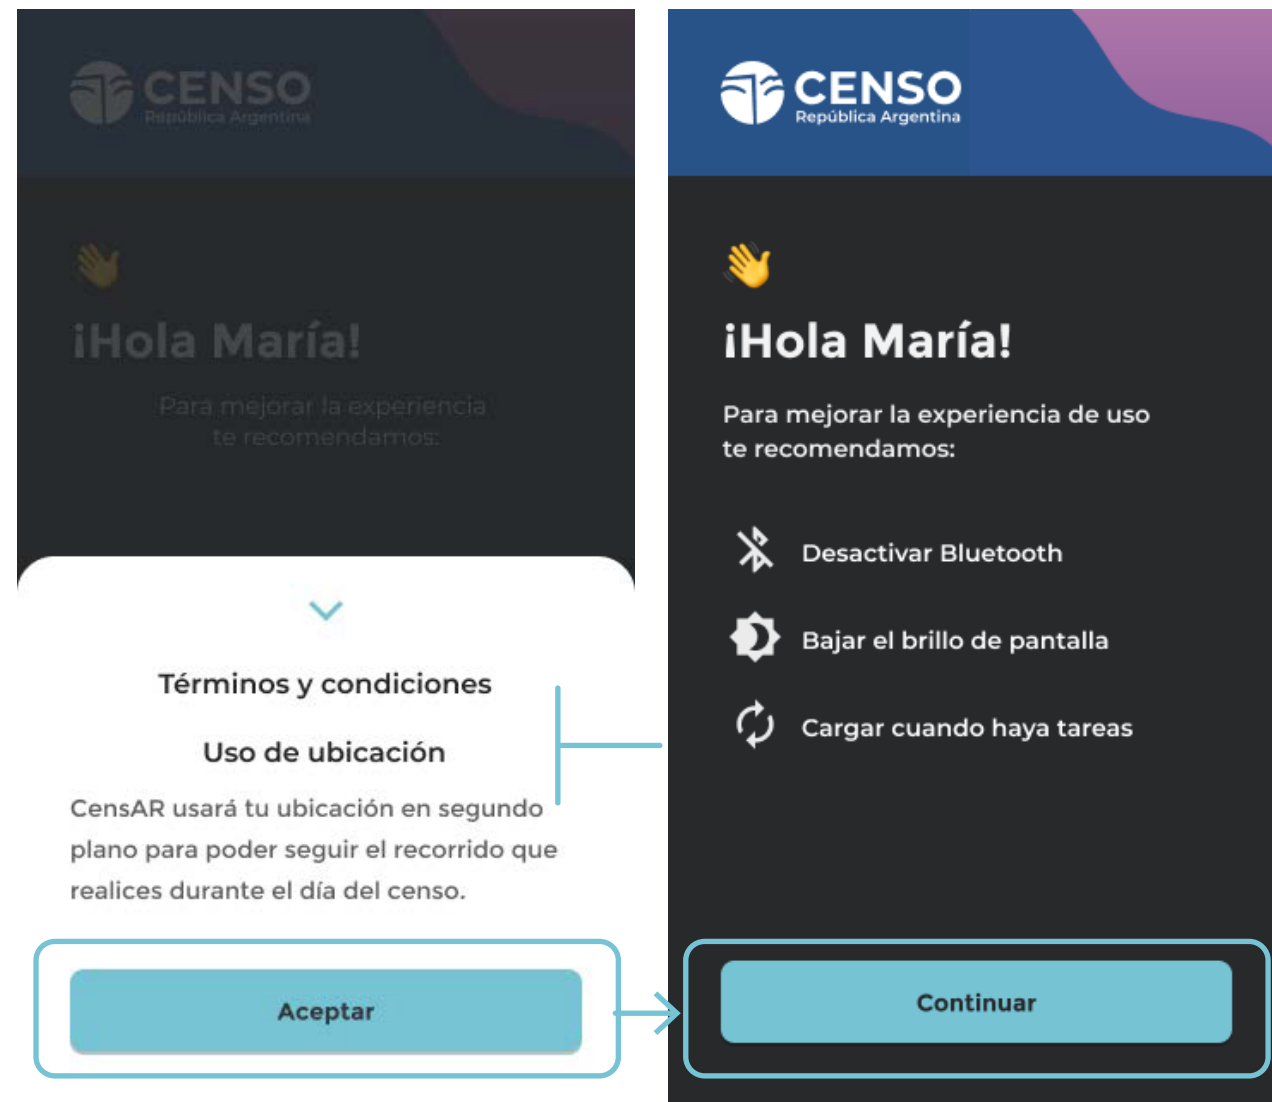 CENSO
República Argentina
¡Hola María!
Para mejorar la experiencia
te recomendamos:
Términos y condiciones
Uso de ubicación
CensAR usará tu ubicación en segundo
plano para poder seguir el recorrido que
realices durante el día del censo.
Aceptar
CENSO
República Argentina
¡Hola María!
Para mejorar la experiencia de uso
te recomendamos:
Desactivar Bluetooth
Bajar el brillo de pantalla
Cargar cuando haya tareas
Continuar